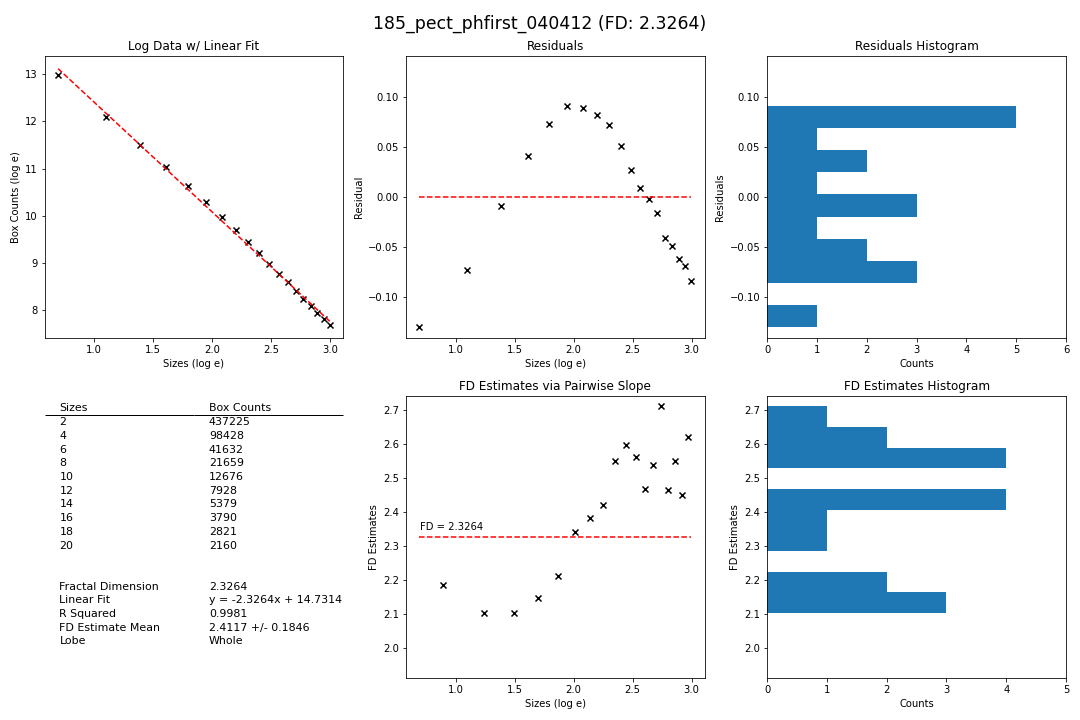 185_pect_phfirst_040412 (FD: 2.3264)
Log Data w/ Linear Fit
13
12
11
10
9
8
Box Counts (log e)
1.0 1.5 2.0 2.5 3.0
Sizes (log e)
Residuals
0.10
0.05
0.00
−0.05
−0.10
Residual
1.0 1.5 2.0 2.5 3.0
Sizes (log e)
Residuals Histogram
0.10
0.05
0.00
−0.05
−0.10
Residuals
0 1 2 3 4 5 6
Counts
Sizes Box Counts
2 437225
4 98428
6 41632
8 21659
10 12676
12 7928
14 5379
16 3790
18 2821
20 2160
Fractal Dimension 2.3264
Linear Fit y = -2.3264x + 14.7314
R Squared 0.9981
FD Estimate Mean 2.4117 +/- 0.1846
Lobe Whole
FD Estimates via Pairwise Slope
2.7
2.6
2.5
2.4
2.3
2.2
2.1
2.0
FD Estimates
FD = 2.3264
1.0 1.5 2.0 2.5 3.0
Sizes (log e)
FD Estimates Histogram
2.7
2.6
2.5
2.4
2.3
2.2
2.1
2.0
FD Estimates
0 1 2 3 4 5
Counts